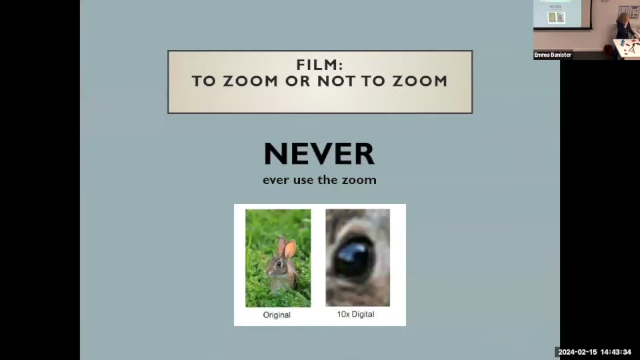 FILM:
TO ZOOM OR NOT TO ZOOM
NEVER
ever use the zoom
Original
10x Digital
Emma Banister
2024-02-15 14:43:34